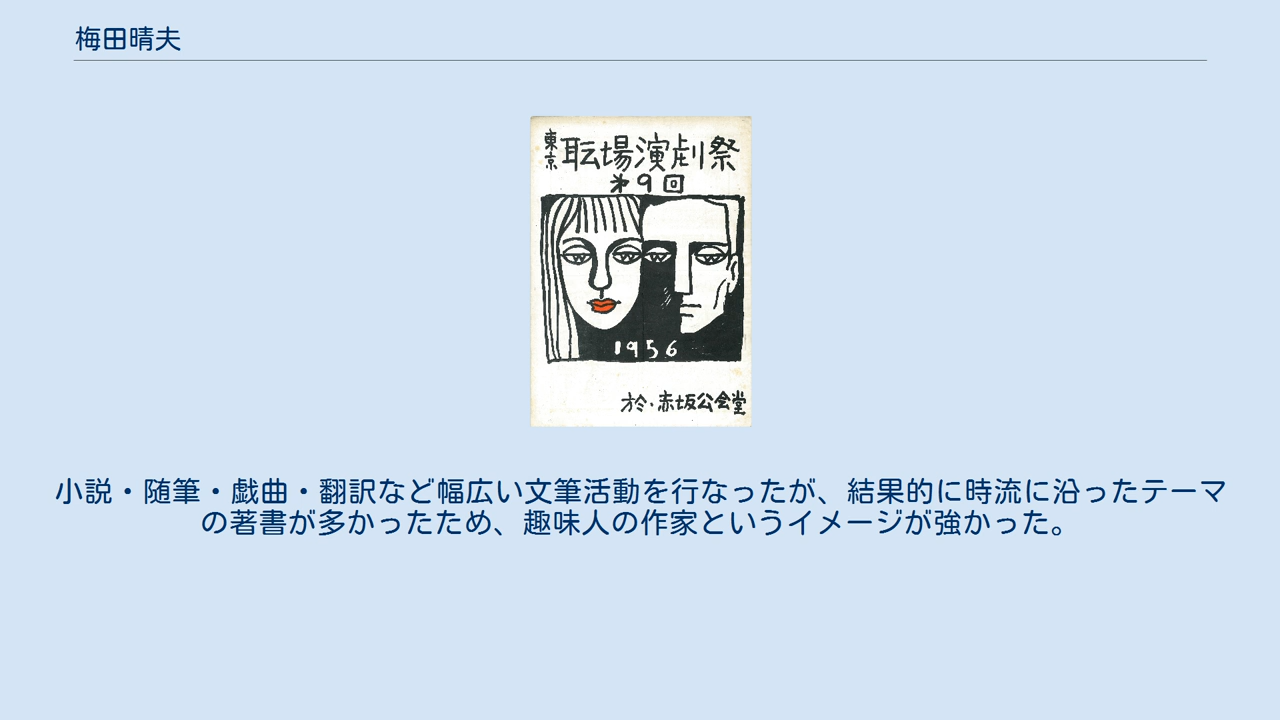 梅田晴夫
東京
職場演劇祭
第9回
1956
於・赤坂公会堂
小説・随筆・戯曲・翻訳など幅広い文筆活動を行なったが、結果的に時流に沿ったテーマ
の著書が多かったため、趣味人の作家というイメージが強かった。